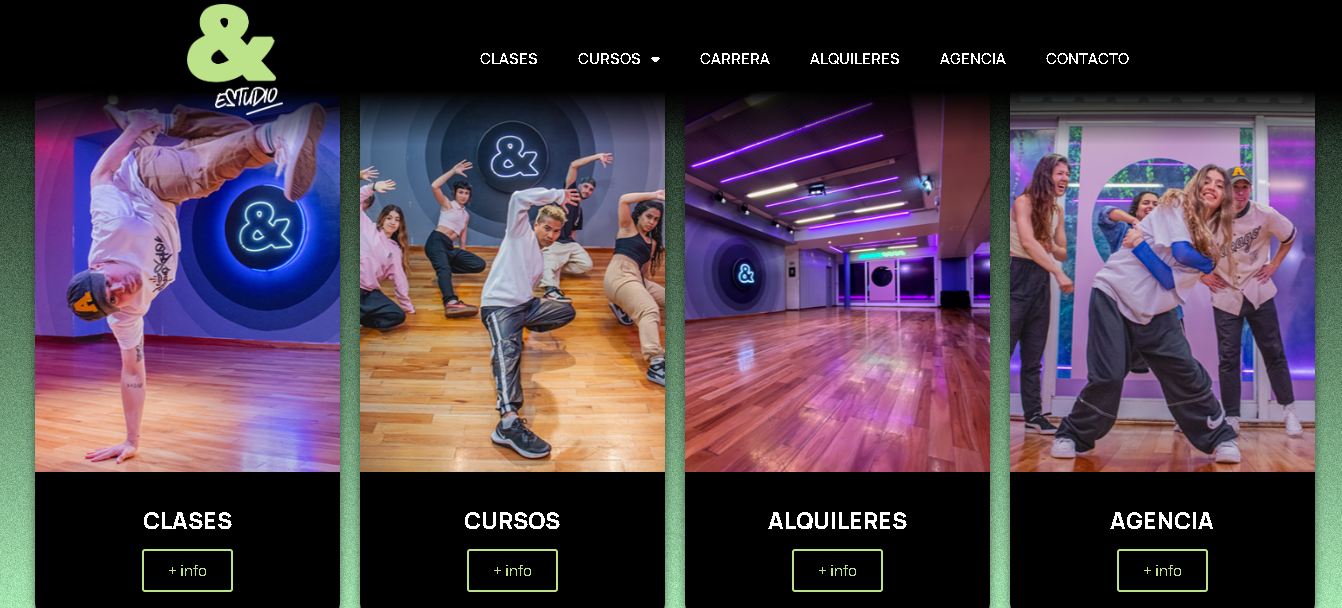 &
ESTUDIO
CLASES CURSOS CARRERA ALQUILERES AGENCIA CONTACTO
&
&
&
A
A
CLASES CURSOS ALQUILERES AGENCIA
+ info + info + info + info